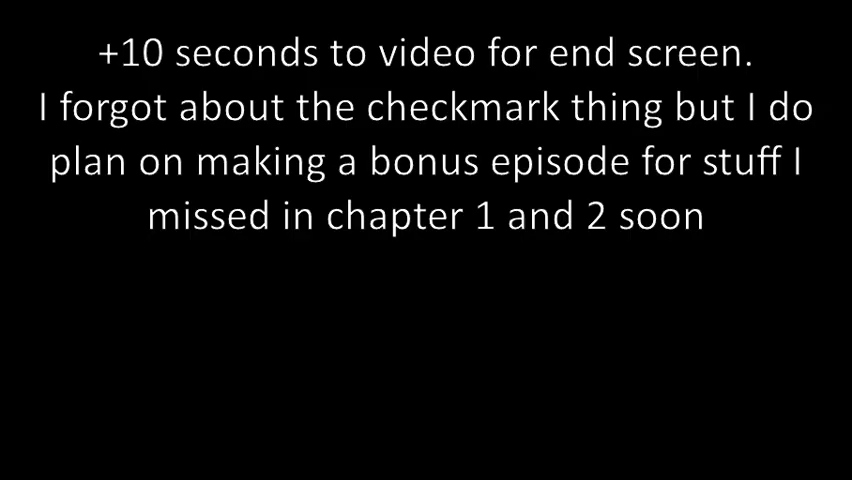 +10 seconds to video for end screen.
I forgot about the checkmark thing but I do
plan on making a bonus episode for stuff I
missed in chapter 1 and 2 soon